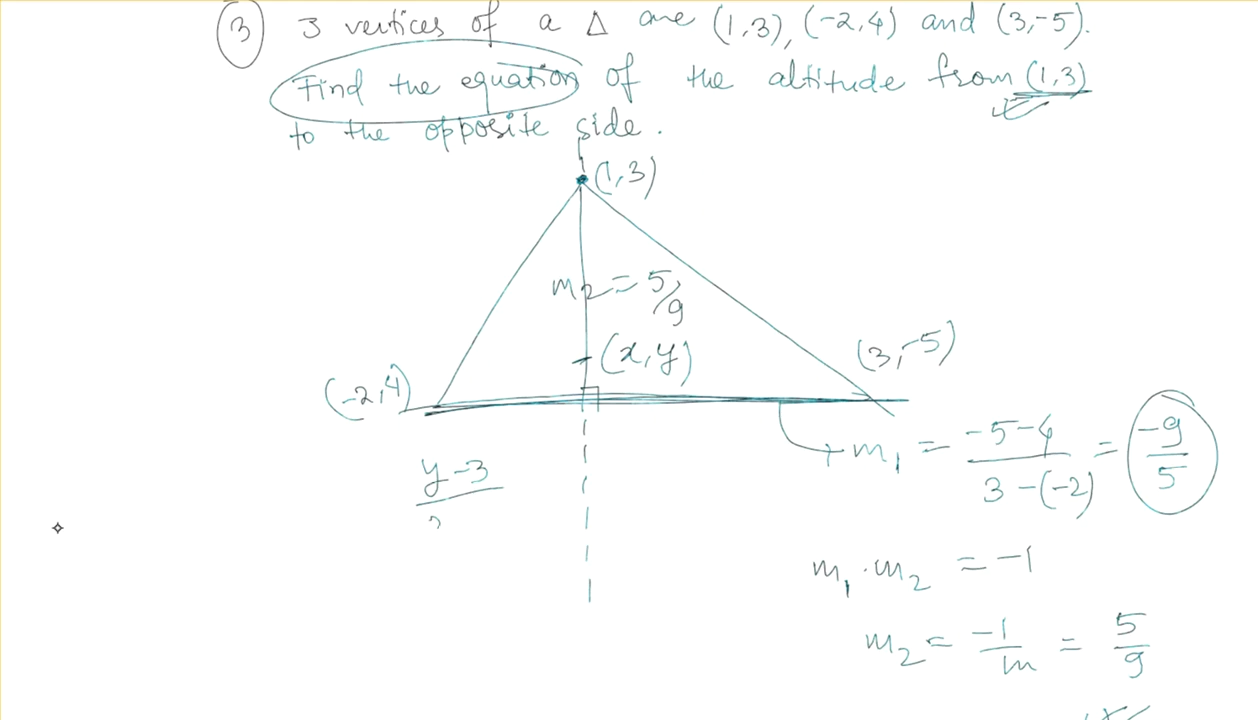 (3) 3 vertices of a Δ are (1,3), (-2,4) and (3,-5).
Find the equation of the altitude from (1,3)
to the opposite side.
(1,3)
m2 = 5/9
(x,y)
(3,-5)
(-2,4)
m₁ = (-5-4)/(3-(-2)) = -9/5
y-3
m₁·m₂ = -1
m₂ = -1/m = 5/9